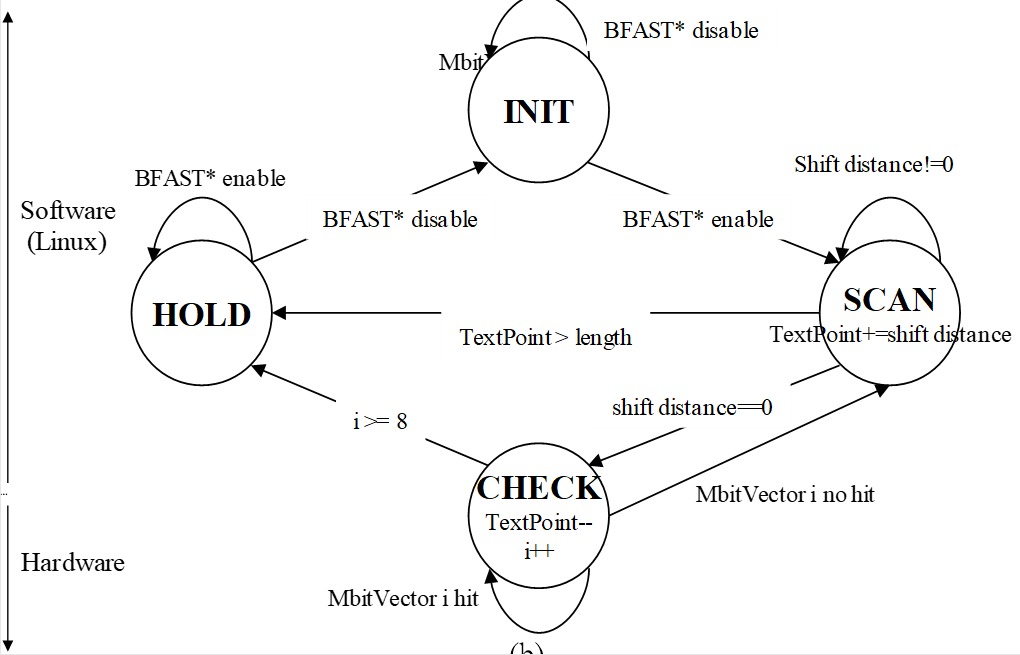 BFAST* disable
Mbit
INIT
Shift distance!=0
BFAST* enable
Software
(Linux)
BFAST* disable
BFAST* enable
HOLD
SCAN
TextPoint+=shift distance
TextPoint > length
shift distance==0
i >= 8
CHECK
TextPoint--
i++
MbitVector i no hit
Hardware
MbitVector i hit
(b)